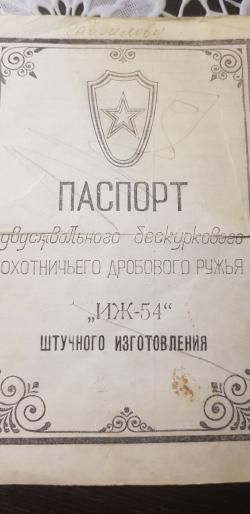 ПАСПОРТ
двуствольного бескуркового
ОХОТНИЧЬЕГО ДРОБОВОГО РУЖЬЯ
„ИЖ-54“
ШТУЧНОГО ИЗГОТОВЛЕНИЯ